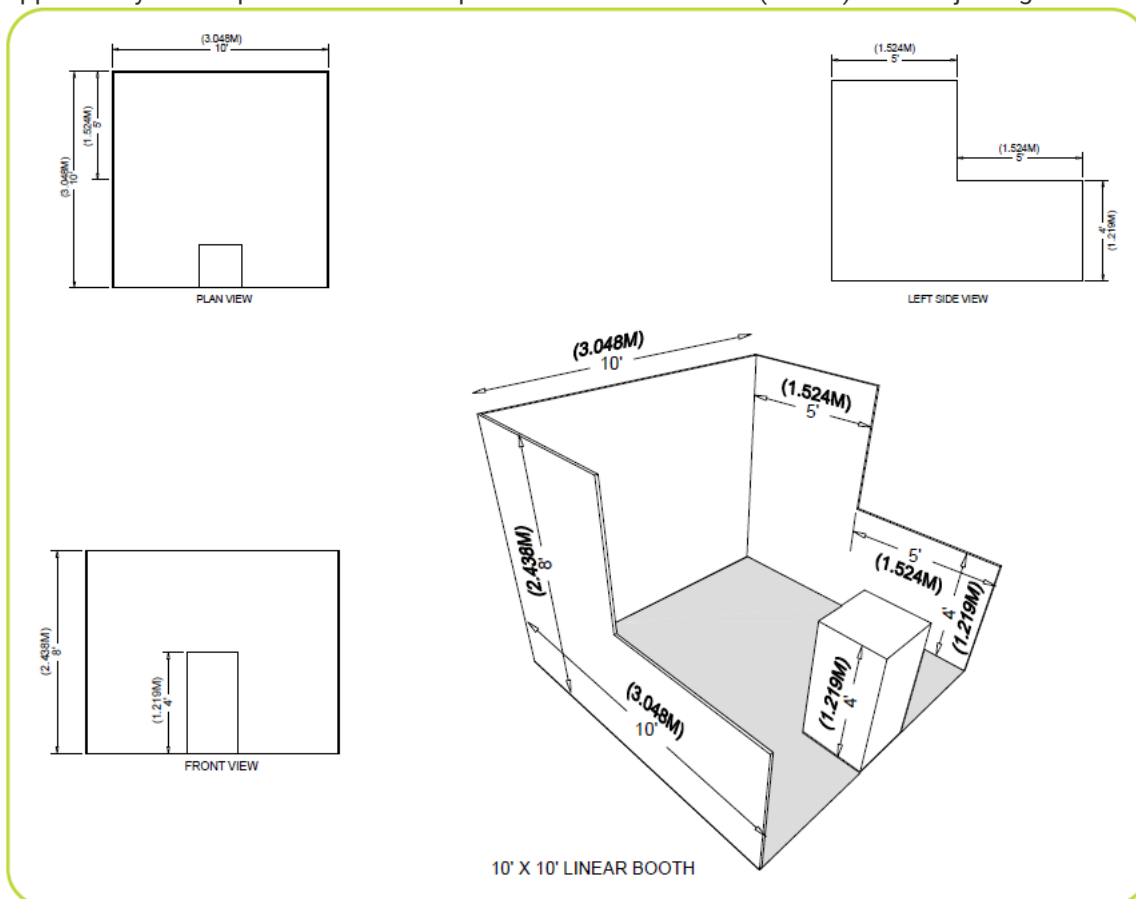 (3.048M)
10'
(1.524M)
5'
(3.048M)
10'
PLAN VIEW
(1.524M)
5'
(1.524M)
5'
4'
(1.219M)
LEFT SIDE VIEW
(3.048M)
10'
(1.524M)
5'
(2.438M)
8'
5'
(1.524M)
4'
(1.219M)
(1.219M)
4'
(3.048M)
10'
(2.438M)
8'
(1.219M)
4'
FRONT VIEW
10' X 10' LINEAR BOOTH